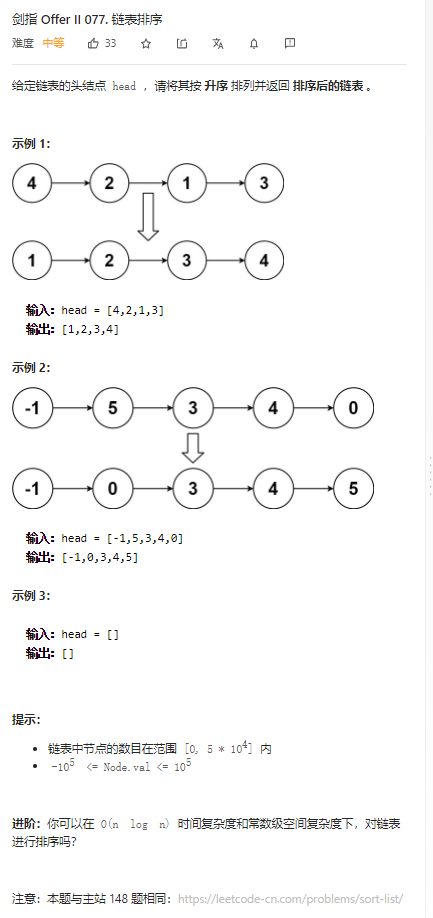 剑指 Offer II 077. 链表排序
难度 中等 33
给定链表的头结点 head ，请将其按 升序 排列并返回 排序后的链表 。
示例 1：
4 2 1 3
1 2 3 4
输入：head = [4,2,1,3]
输出：[1,2,3,4]
示例 2：
-1 5 3 4 0
-1 0 3 4 5
输入：head = [-1,5,3,4,0]
输出：[-1,0,3,4,5]
示例 3：
输入：head = []
输出：[]
提示：
• 链表中节点的数目在范围 [0, 5 * 10⁴] 内
• -10⁵ <= Node.val <= 10⁵
进阶：你可以在 O(n log n) 时间复杂度和常数级空间复杂度下，对链表
进行排序吗？
注意：本题与主站 148 题相同：https://leetcode-cn.com/problems/sort-list/